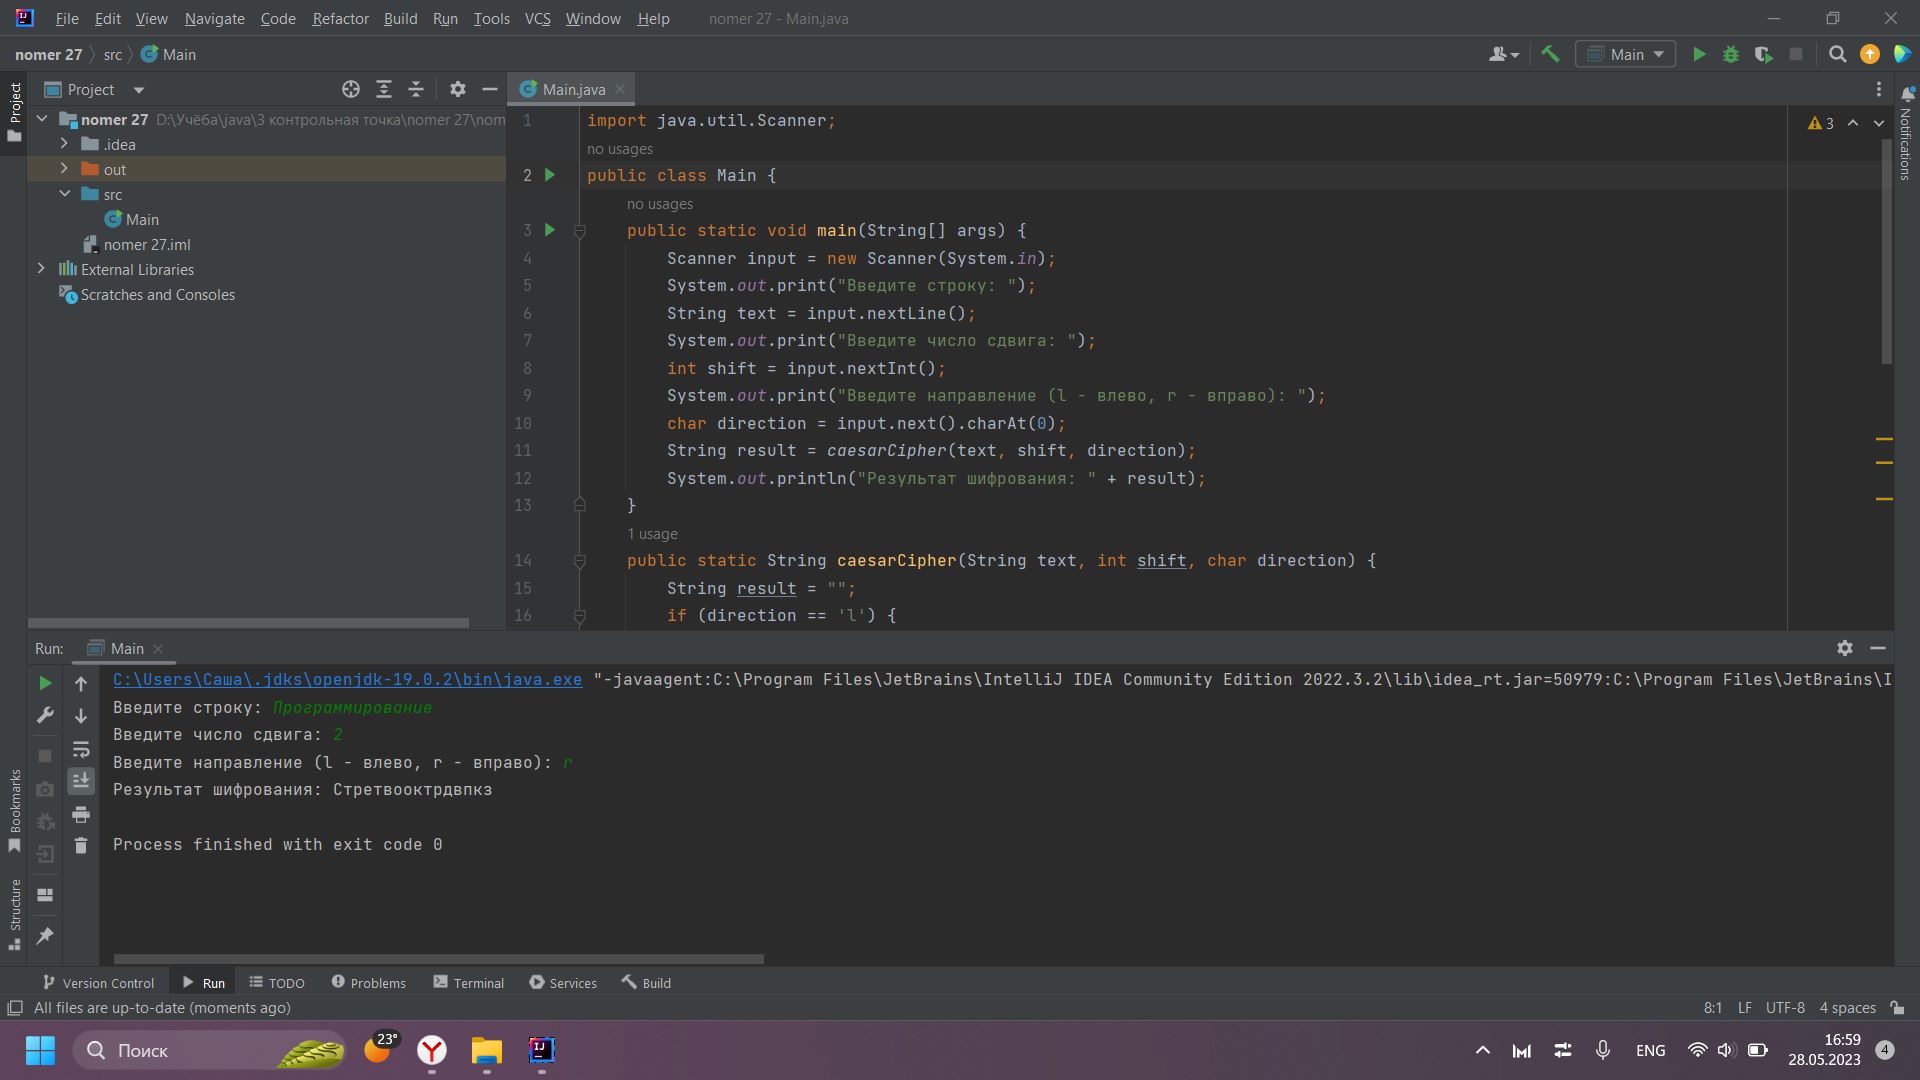 File Edit View Navigate Code Refactor Build Run Tools VCS Window Help nomer 27 - Main.java
nomer 27 src Main
Main
Project
Main.java
Project
nomer 27 D:\Учёба\java\3 контрольная точка\nomer 27\nom
.idea
out
src
Main
nomer 27.iml
External Libraries
Scratches and Consoles
3
Notifications
1 import java.util.Scanner;
no usages
2 public class Main {
no usages
3 public static void main(String[] args) {
4 Scanner input = new Scanner(System.in);
5 System.out.print("Введите строку: ");
6 String text = input.nextLine();
7 System.out.print("Введите число сдвига: ");
8 int shift = input.nextInt();
9 System.out.print("Введите направление (l - влево, r - вправо): ");
10 char direction = input.next().charAt(0);
11 String result = caesarCipher(text, shift, direction);
12 System.out.println("Результат шифрования: " + result);
13 }
1 usage
14 public static String caesarCipher(String text, int shift, char direction) {
15 String result = "";
16 if (direction == 'l') {
Run: Main
C:\Users\Саша\.jdks\openjdk-19.0.2\bin\java.exe "-javaagent:C:\Program Files\JetBrains\IntelliJ IDEA Community Edition 2022.3.2\lib\idea_rt.jar=50979:C:\Program Files\JetBrains\I
Введите строку: Программирование
Введите число сдвига: 2
Введите направление (l - влево, r - вправо): r
Результат шифрования: Стретвооктрдвпкз
Process finished with exit code 0
Bookmarks
Structure
Version Control Run TODO Problems Terminal Services Build
All files are up-to-date (moments ago) 8:1 LF UTF-8 4 spaces
Поиск 23° ENG 16:59
28.05.2023 4